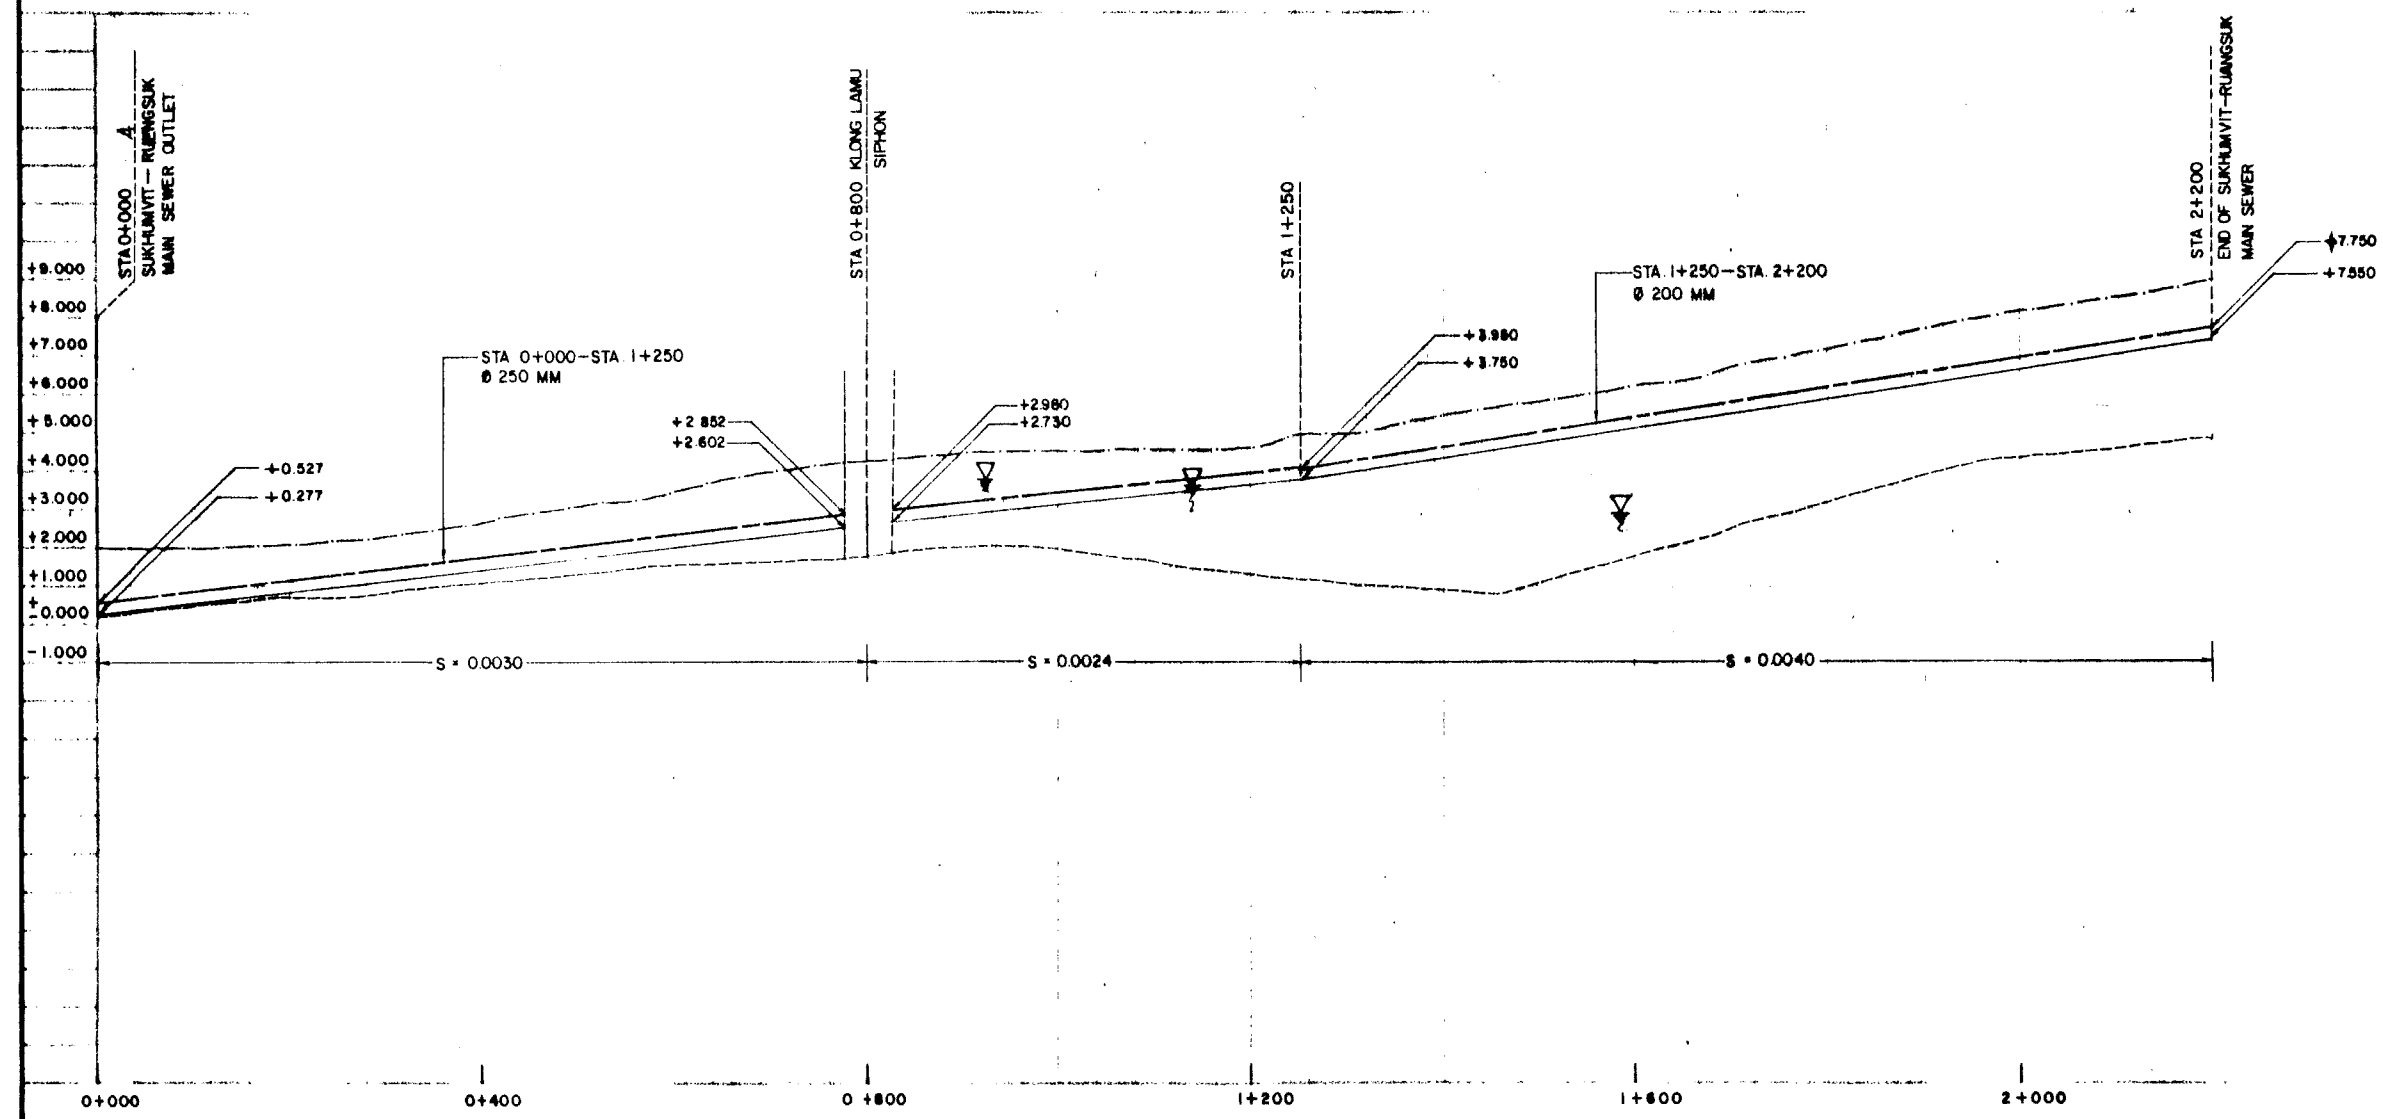 STA 0+000 4
SUKHUMVIT-RUENGSUK
MAIN SEWER OUTLET
STA 0+800 KLONG LAMU
SIPHON
STA 1+250
STA 2+200
END OF SUKHUMVIT-RUANGSUK
MAIN SEWER
+7.750
+7.550
STA. 1+250-STA. 2+200
Ø 200 MM
+3.750
STA 0+000-STA. 1+250
Ø 250 MM
+2.980
+2.730
+2.852
+2.602
+0.527
+0.277
+9.000
+8.000
+7.000
+6.000
+5.000
+4.000
+3.000
+2.000
+1.000
±0.000
-1.000
S = 0.0030
S = 0.0024
S = 0.0040
0+000
0+400
0+800
1+200
1+600
2+000